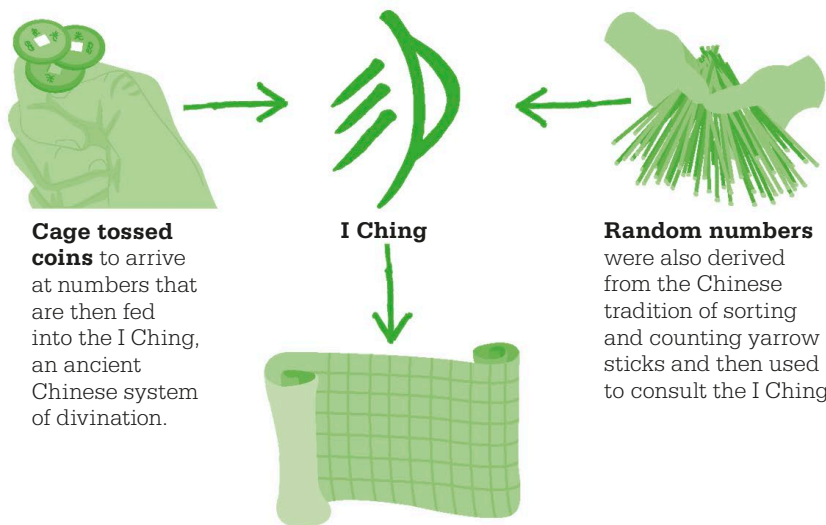 Cage tossed
coins to arrive
at numbers that
are then fed
into the I Ching,
an ancient
Chinese system
of divination.
I Ching
Random numbers
were also derived
from the Chinese
tradition of sorting
and counting yarrow
sticks and then used
to consult the I Ching